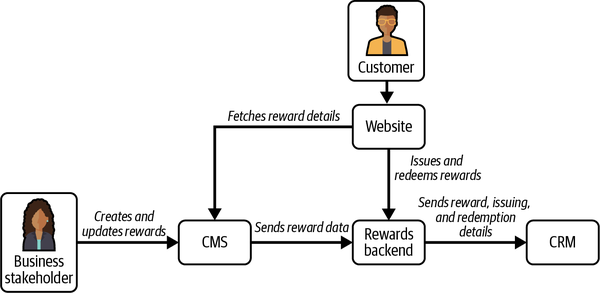 Customer
Fetches reward details
Website
Issues and
redeems rewards
Creates and
updates rewards
Business
stakeholder
CMS
Sends reward data
Rewards
backend
Sends reward, issuing,
and redemption
details
CRM